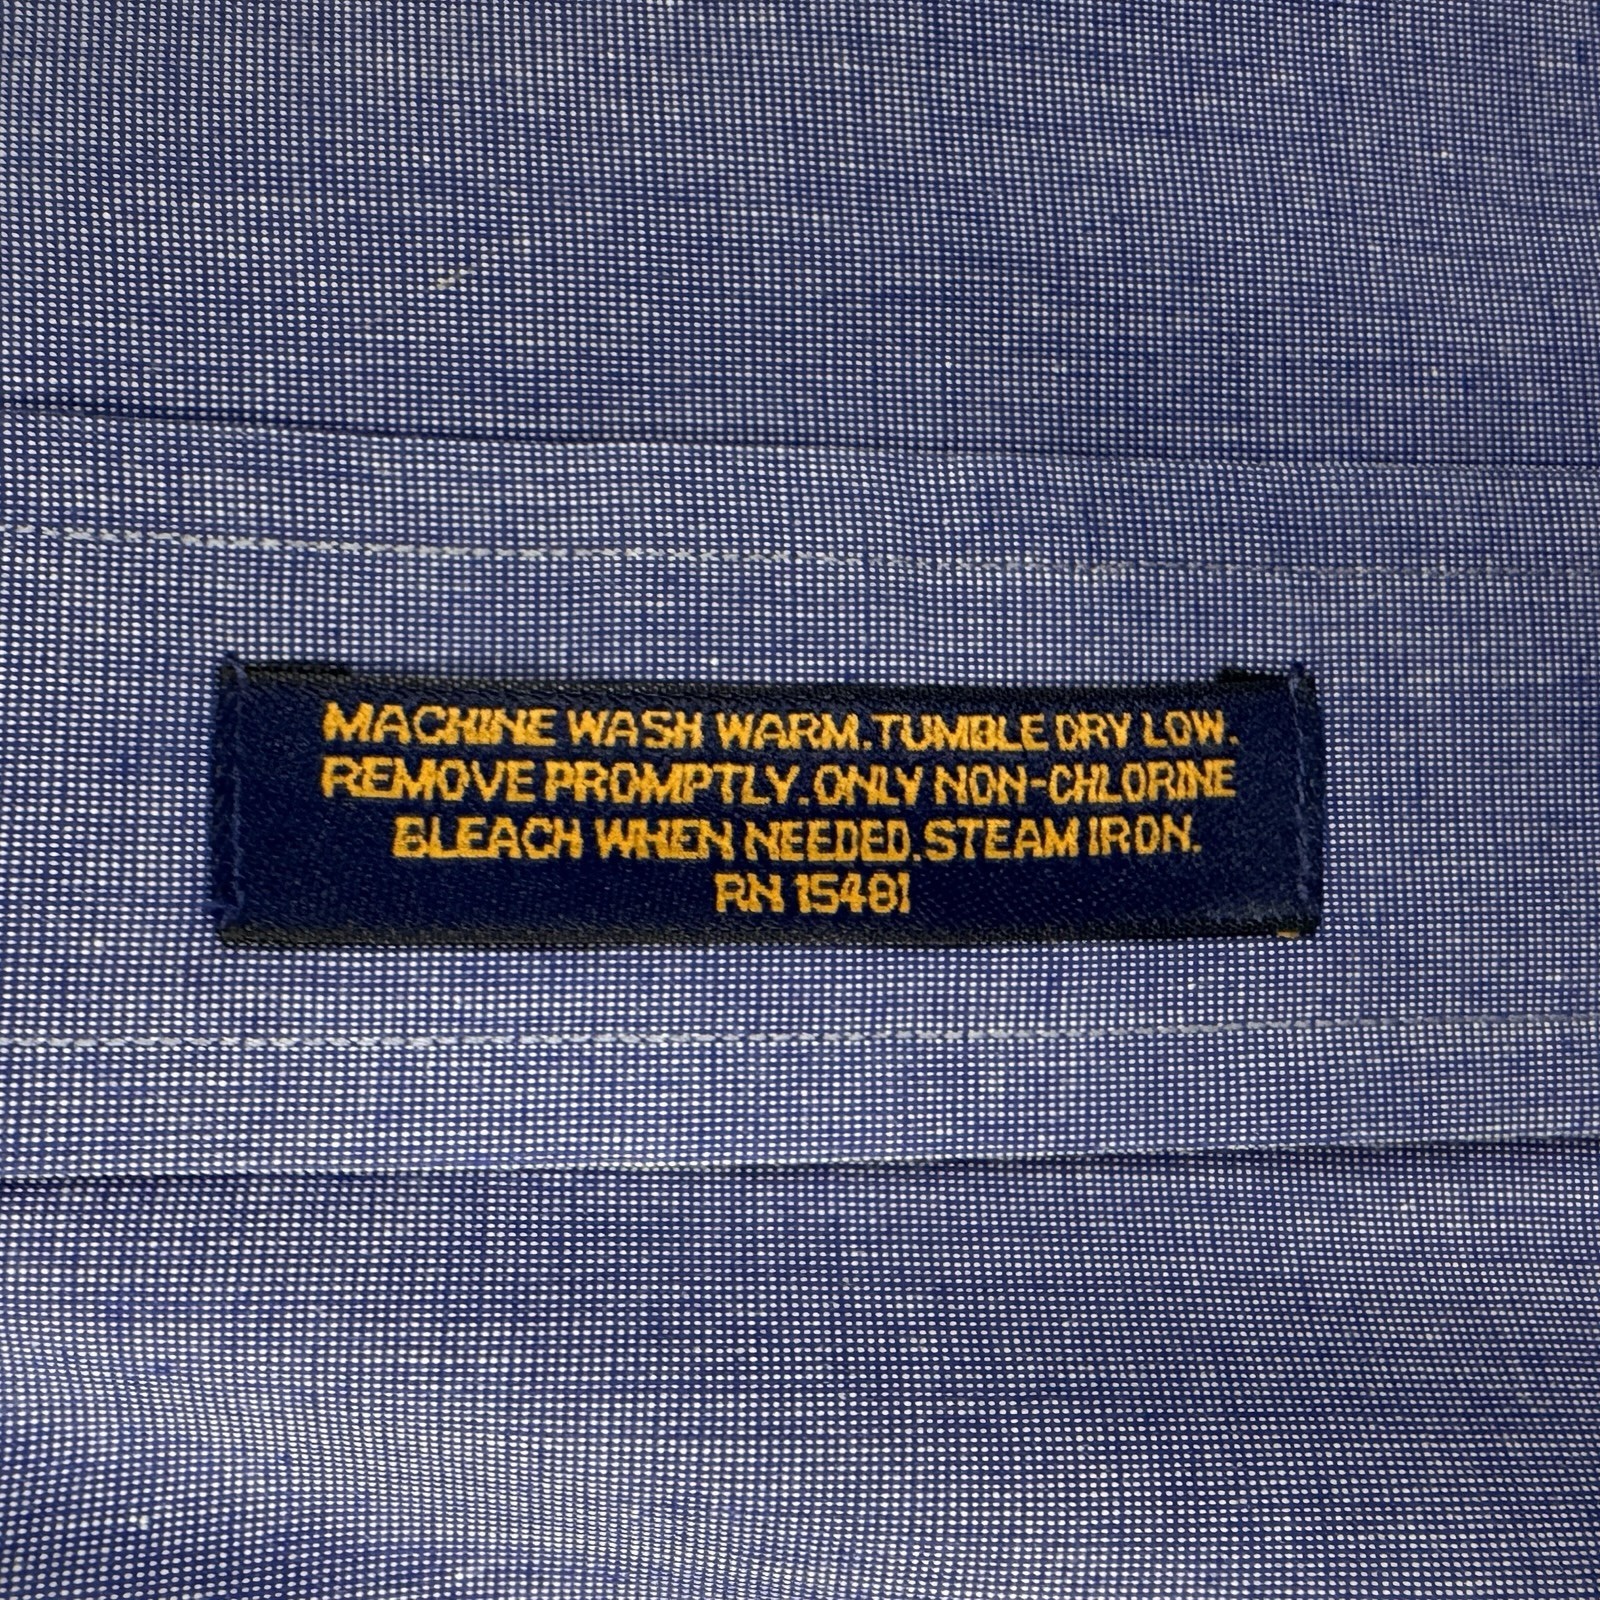 MACHINE WASH WARM. TUMBLE DRY LOW.
REMOVE PROMPTLY. ONLY NON-CHLORINE
BLEACH WHEN NEEDED. STEAM IRON.
RN 15481